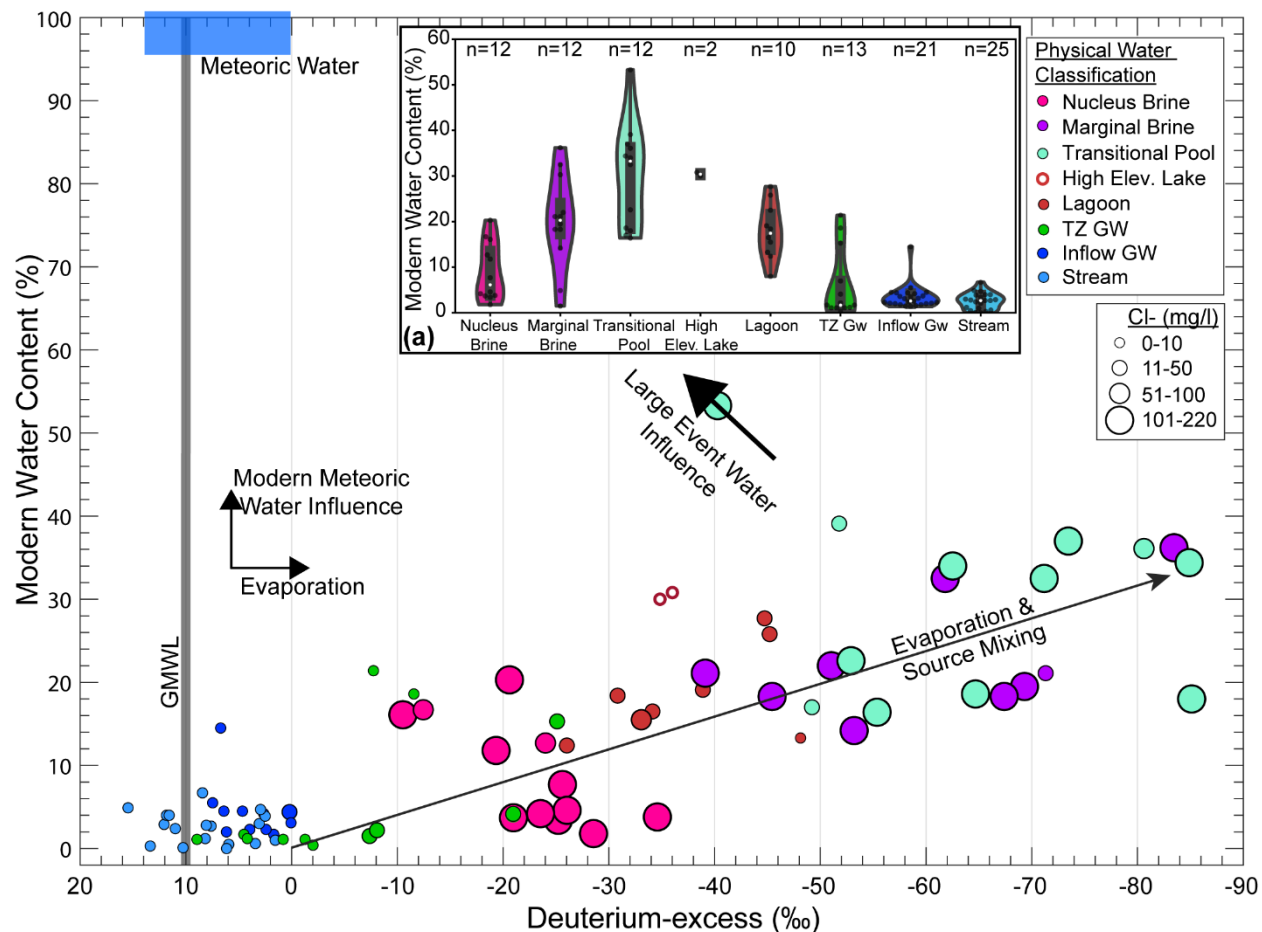 Modern Water Content (%)
100
90
80
70
60
50
40
30
20
10
0
Meteoric Water
GMWL
Modern Meteoric
Water Influence
Evaporation
Modern Water Content (%)
60
50
40
30
20
10
0
n=12
n=12
n=12
n=2
n=10
n=13
n=21
n=25
(a)
Nucleus
Brine
Marginal
Brine
Transitional
Pool
High
Elev. Lake
Lagoon
TZ Gw
Inflow Gw
Stream
Physical Water
Classification
Nucleus Brine
Marginal Brine
Transitional Pool
High Elev. Lake
Lagoon
TZ GW
Inflow GW
Stream
Cl- (mg/l)
0-10
11-50
51-100
101-220
Large Event Water
Influence
Evaporation &
Source Mixing
20
10
0
-10
-20
-30
-40
-50
-60
-70
-80
-90
Deuterium-excess (‰)